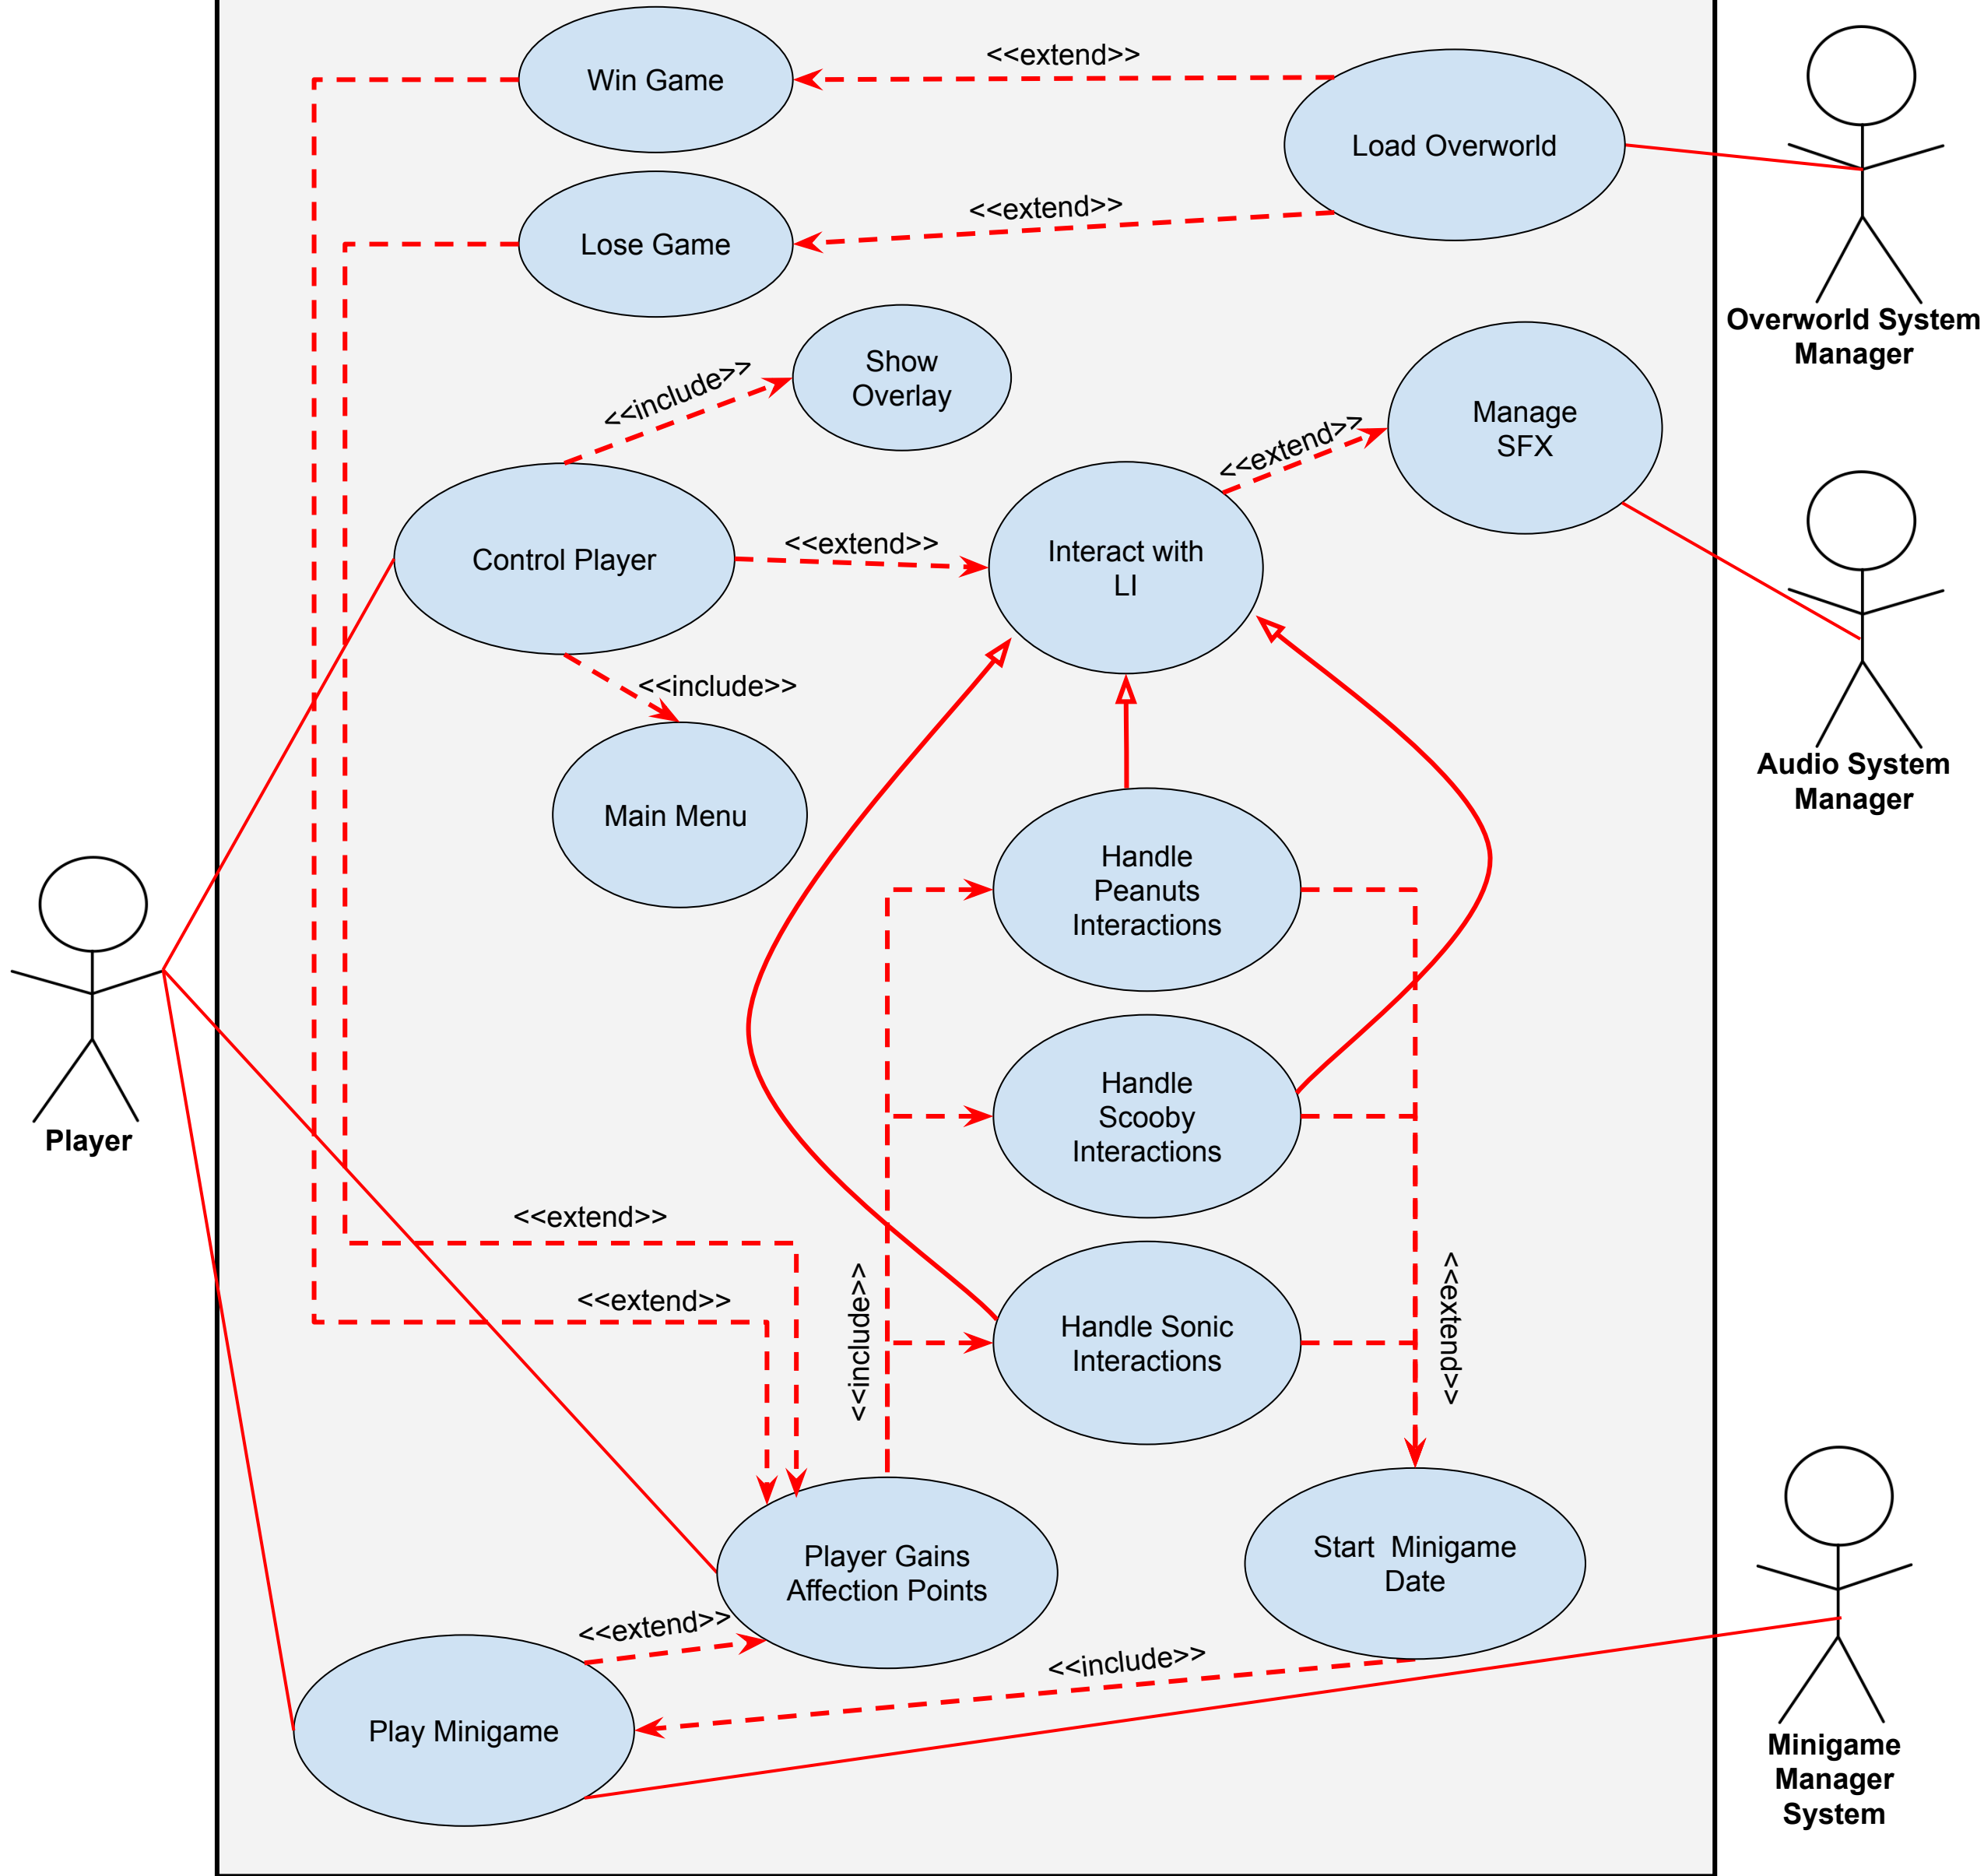 Win Game
<<extend>>
Load Overworld
Lose Game
<<extend>>
Overworld System
Manager
Show
Overlay
<<include>>
Manage
SFX
<<extend>>
Control Player
<<extend>>
Interact with
LI
<<include>>
Main Menu
Audio System
Manager
Handle
Peanuts
Interactions
Player
Handle
Scooby
Interactions
<<extend>>
<<extend>>
<<include>>
Handle Sonic
Interactions
<<extend>>
Player Gains
Affection Points
Start  Minigame
Date
<<extend>>
<<include>>
Play Minigame
Minigame
Manager
System